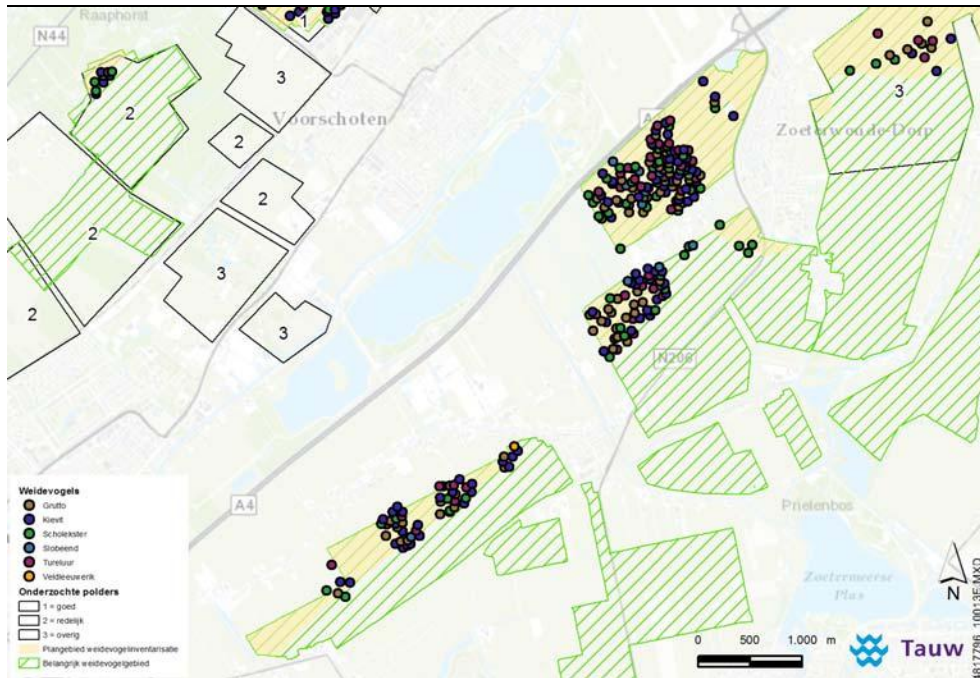 Raaphorst
N44
1
3
2
Voorschoten
2
2
2
3
2
3
A
Zoeterwoude-Dorp
3
N206
A4
Prielenbos
Zoetermeerse
Plas
Weidevogels
Grutto
Kievit
Scholekster
Slobeend
Tureluur
Veldleeuwerik
Onderzochte polders
1 = goed
2 = redelijk
3 = overig
Plangebied weidevogelinventarisatie
Belangrijk weidevogelgebied
N
0 500 1.000 m
Tauw